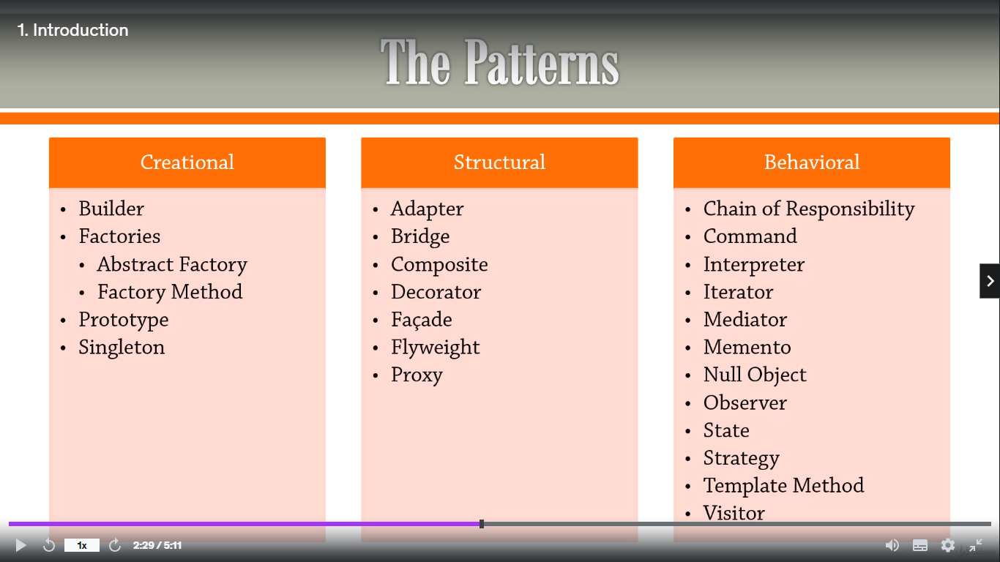 1. Introduction
The Patterns
Creational
• Builder
• Factories
• Abstract Factory
• Factory Method
• Prototype
• Singleton
Structural
• Adapter
• Bridge
• Composite
• Decorator
• Façade
• Flyweight
• Proxy
Behavioral
• Chain of Responsibility
• Command
• Interpreter
• Iterator
• Mediator
• Memento
• Null Object
• Observer
• State
• Strategy
• Template Method
• Visitor
1x
2:29 / 5:11